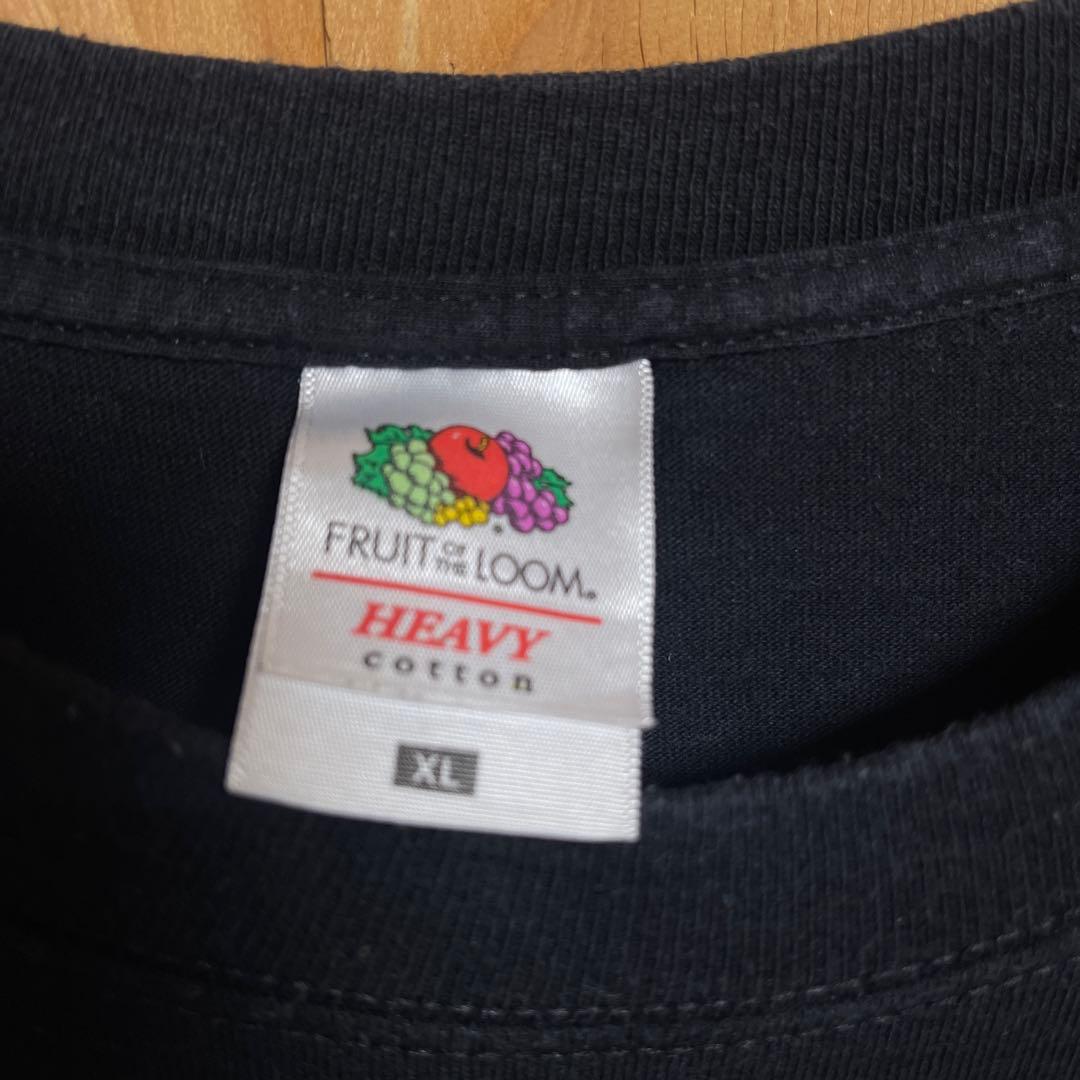 FRUIT OF THE LOOM®
HEAVY
cotton
XL